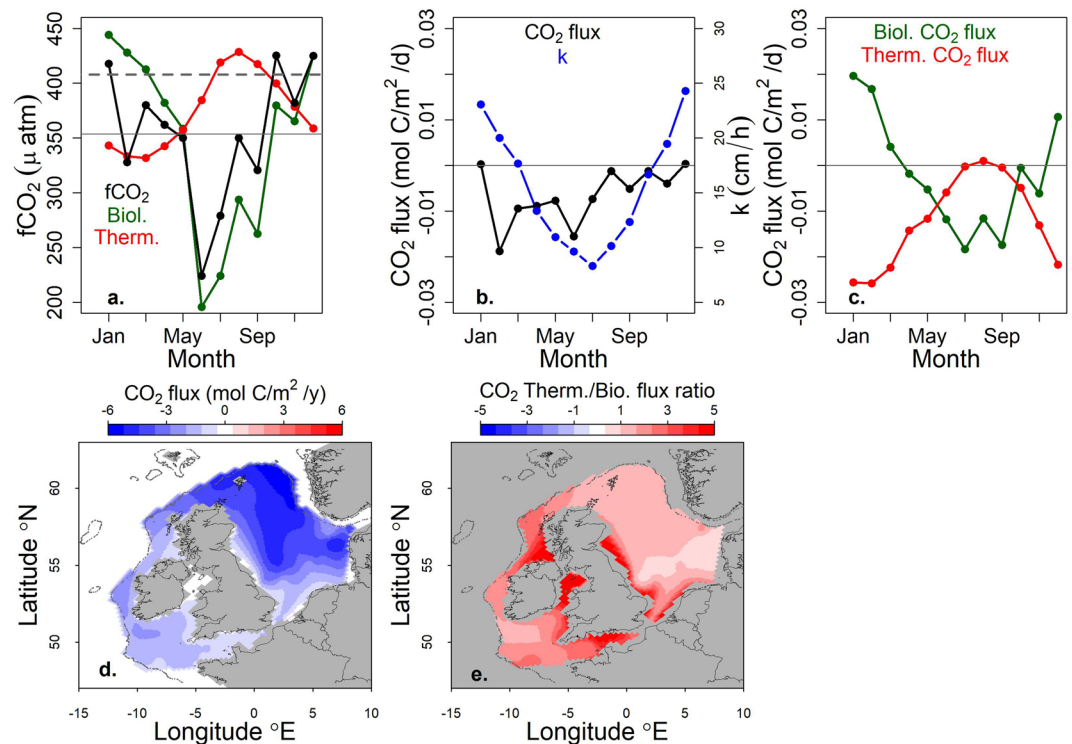 fCO₂ (μ atm)
450
400
350
300
250
200
fCO₂
Biol.
Therm.
a.
Jan May Sep
Month
CO₂ flux (mol C/m² /d)
0.03
0.01
-0.01
-0.03
CO₂ flux
k
b.
30
25
20
15
10
5
k (cm/h)
Jan May Sep
Month
CO₂ flux (mol C/m² /d)
0.03
0.01
-0.01
-0.03
Biol. CO₂ flux
Therm. CO₂ flux
c.
Jan May Sep
Month
CO₂ flux (mol C/m² /y)
-6 -3 0 3 6
Latitude °N
60
55
50
d.
-15 -10 -5 0 5 10
Longitude °E
CO₂ Therm./Bio. flux ratio
-5 -3 -1 1 3 5
Latitude °N
60
55
50
e.
-15 -10 -5 0 5 10
Longitude °E